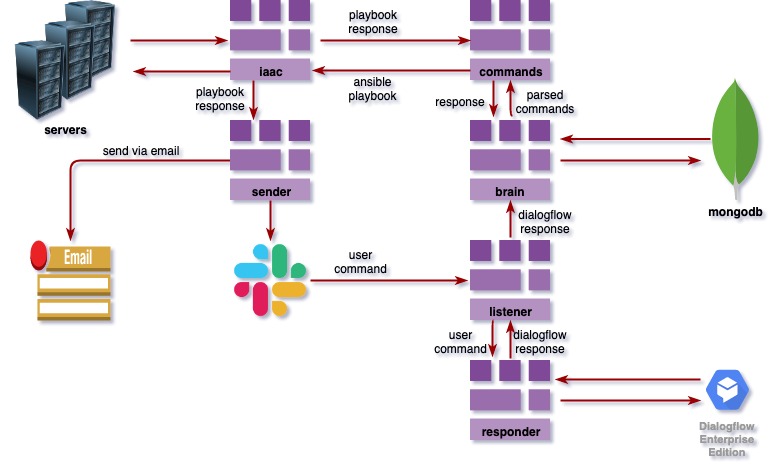 playbook
response
iaac
commands
servers
playbook
response
ansible
playbook
response
parsed
commands
send via email
sender
brain
mongodb
dialogflow
response
Email
user
command
listener
user
command
dialogflow
response
responder
Dialogflow
Enterprise
Edition